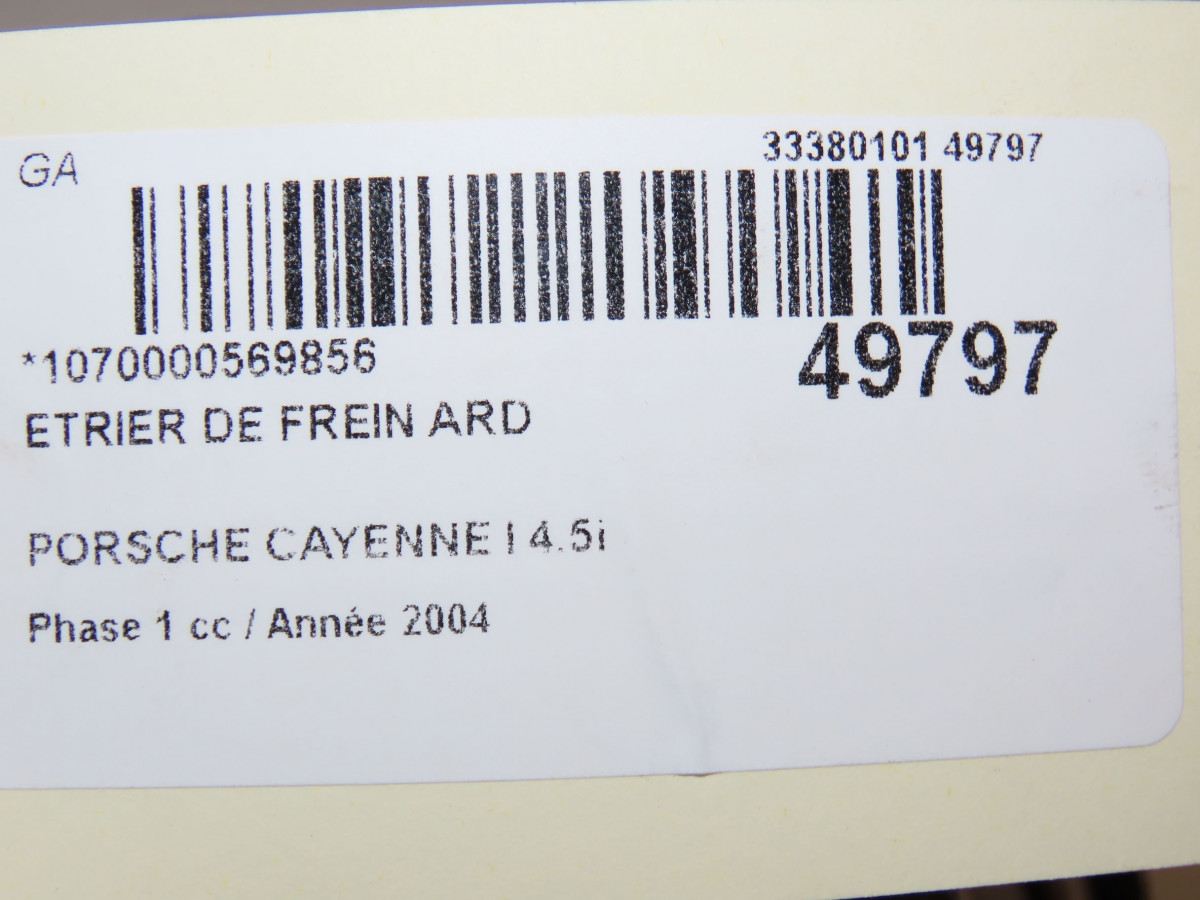 GA
33380101 49797
*1070000569856
49797
ETRIER DE FREIN ARD
PORSCHE CAYENNE I 4.5i
Phase 1 cc / Année 2004